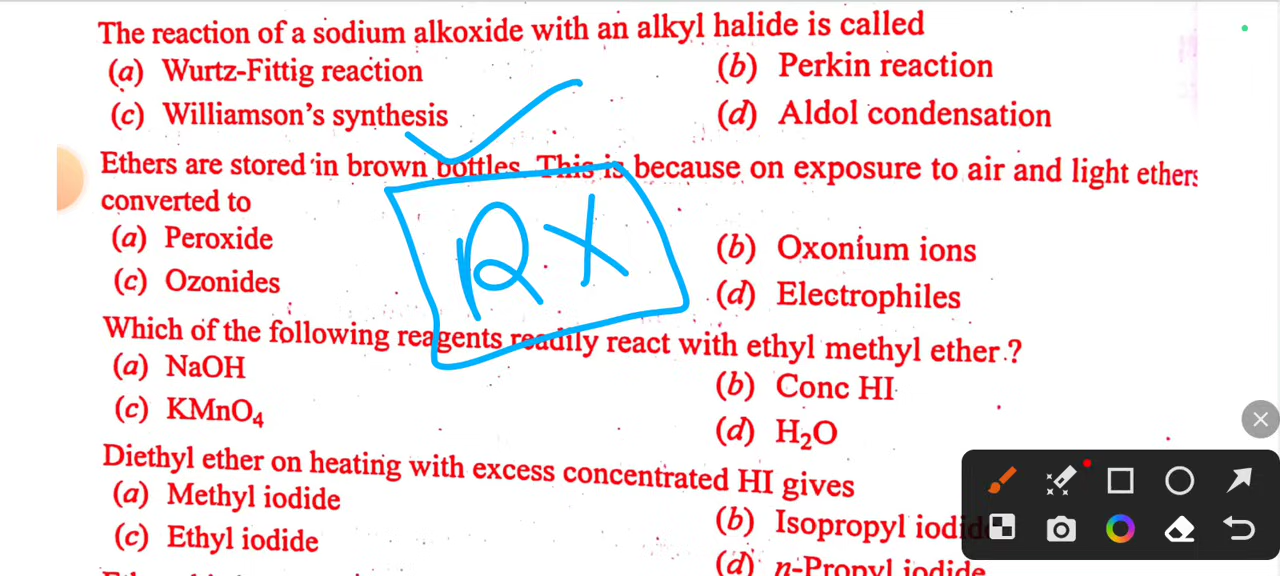 The reaction of a sodium alkoxide with an alkyl halide is called
(a) Wurtz-Fittig reaction (b) Perkin reaction
(c) Williamson's synthesis (d) Aldol condensation
Ethers are stored in brown bottles. This is because on exposure to air and light ethers
converted to
(a) Peroxide (b) Oxonium ions
(c) Ozonides (d) Electrophiles
RX
Which of the following reagents readily react with ethyl methyl ether ?
(a) NaOH (b) Conc HI
(c) KMnO4 (d) H2O
Diethyl ether on heating with excess concentrated HI gives
(a) Methyl iodide (b) Isopropyl iodide
(c) Ethyl iodide (d) n-Propyl iodide